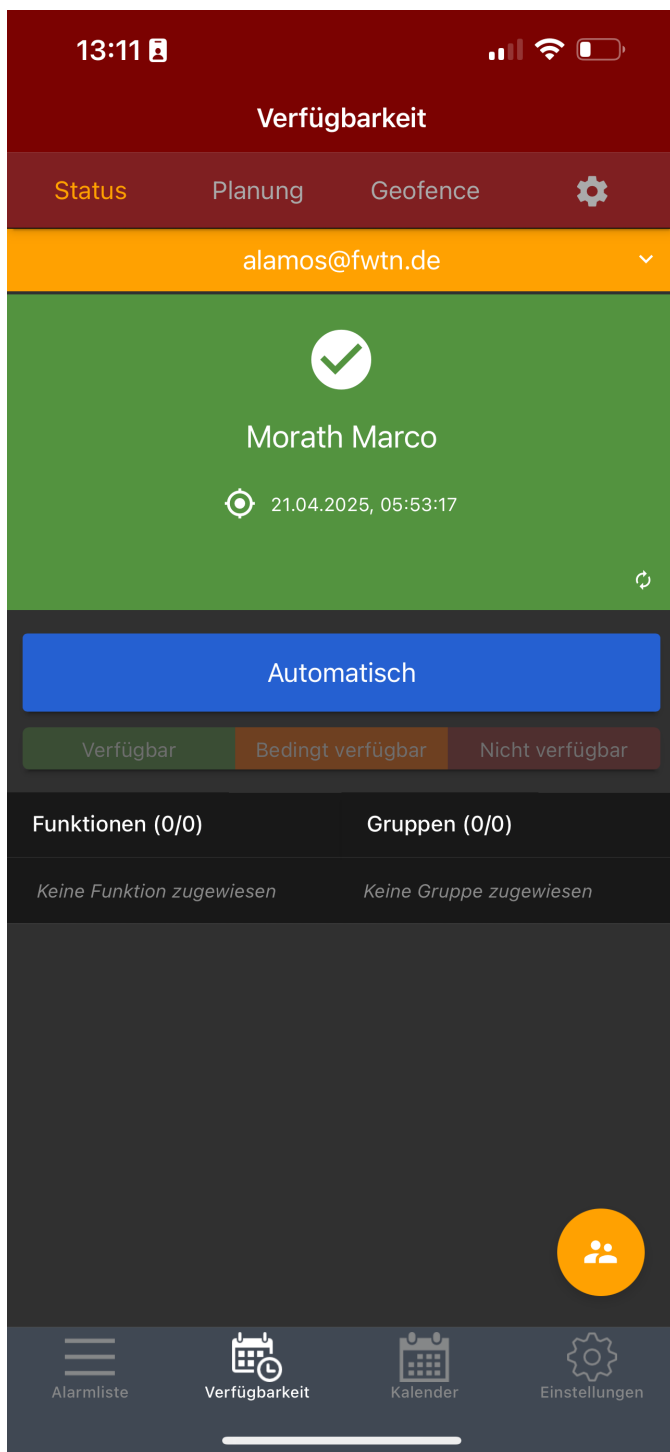 13:11
Verfügbarkeit
Status Planung Geofence
alamos@fwtn.de
Morath Marco
21.04.2025, 05:53:17
Automatisch
Verfügbar Bedingt verfügbar Nicht verfügbar
Funktionen (0/0) Gruppen (0/0)
Keine Funktion zugewiesen Keine Gruppe zugewiesen
Alarmliste Verfügbarkeit Kalender Einstellungen